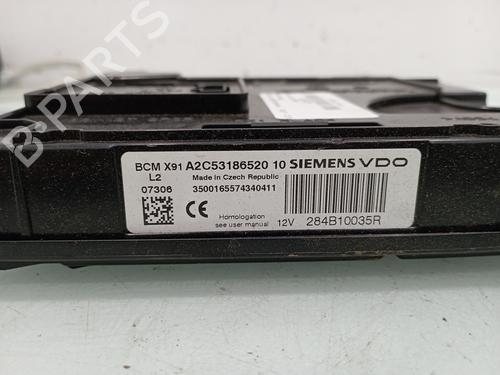 BCM X91 A2C53186520 10 SIEMENS VDO
L2 Made in Czech Republic
07306 3500165574340411
CE Homologation
see user manual 12V 284B10035R
B-PARTS